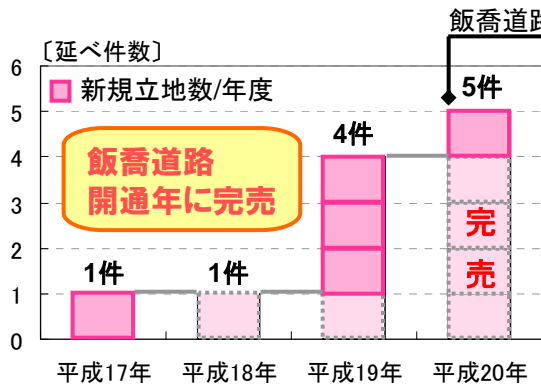 飯喬道路
〔延べ件数〕
6
5
4
3
2
1
0
新規立地数/年度
飯喬道路
開通年に完売
1件
1件
4件
5件
完
売
平成17年
平成18年
平成19年
平成20年